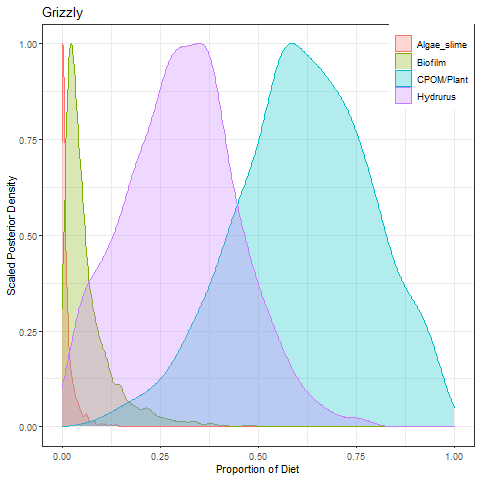 Grizzly
Algae_slime
Biofilm
CPOM/Plant
Hydrurus
Scaled Posterior Density
1.00
0.75
0.50
0.25
0.00
0.00 0.25 0.50 0.75 1.00
Proportion of Diet